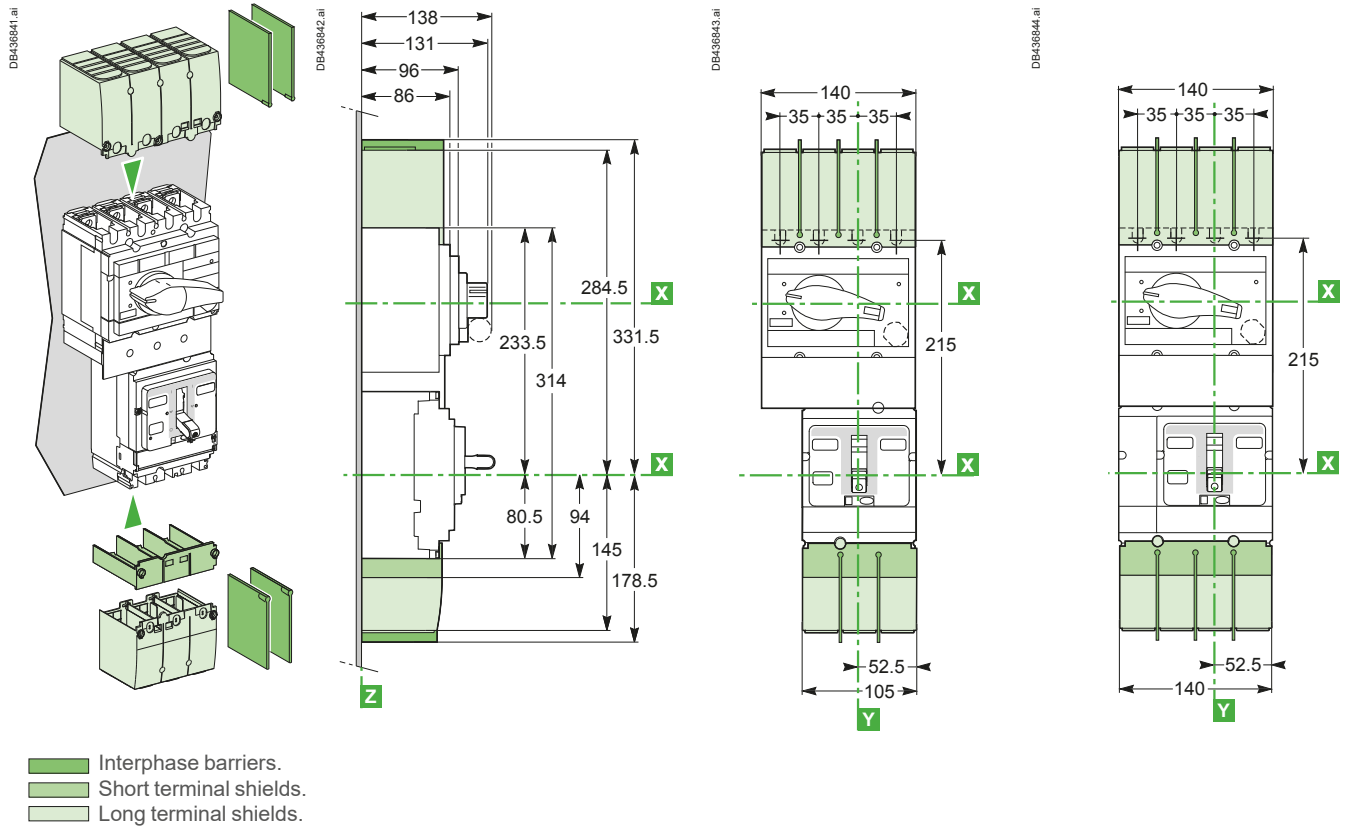 DB436841.ai
DB436842.ai
138
131
96
86
284.5
X
233.5
331.5
314
X
80.5
94
145
178.5
Z
DB436843.ai
140
35 35 35
X
215
X
52.5
105
Y
DB436844.ai
140
35 35 35
X
215
X
52.5
140
Y
Interphase barriers.
Short terminal shields.
Long terminal shields.